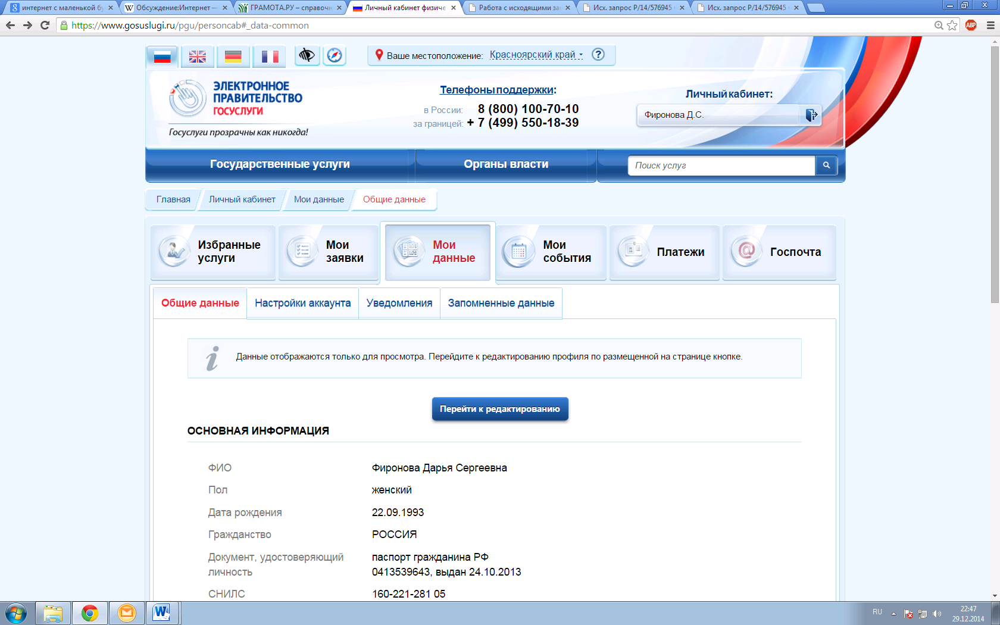 интернет с маленькой бу
Обсуждение:Интернет —
ГРАМОТА.РУ – справочн
Личный кабинет физиче
Работа с исходящими за
Исх. запрос Р/14/576945
Исх. запрос Р/14/576945
https://www.gosuslugi.ru/pgu/personcab#_data-common
ABP
Ваше местоположение: Красноярский край
?
ЭЛЕКТРОННОЕ
ПРАВИТЕЛЬСТВО
ГОСУСЛУГИ
Госуслуги прозрачны как никогда!
Телефоны поддержки:
в России: 8 (800) 100-70-10
за границей: + 7 (499) 550-18-39
Личный кабинет:
Фиронова Д.С.
Государственные услуги
Органы власти
Поиск услуг
Главная
Личный кабинет
Мои данные
Общие данные
Избранные
услуги
Мои
заявки
Мои
данные
Мои
события
Платежи
Госпочта
Общие данные
Настройки аккаунта
Уведомления
Запомненные данные
Данные отображаются только для просмотра. Перейдите к редактированию профиля по размещенной на странице кнопке.
Перейти к редактированию
ОСНОВНАЯ ИНФОРМАЦИЯ
ФИО Фиронова Дарья Сергеевна
Пол женский
Дата рождения 22.09.1993
Гражданство РОССИЯ
Документ, удостоверяющий паспорт гражданина РФ
личность 0413539643, выдан 24.10.2013
СНИЛС 160-221-281 05
RU
22:47
29.12.2014